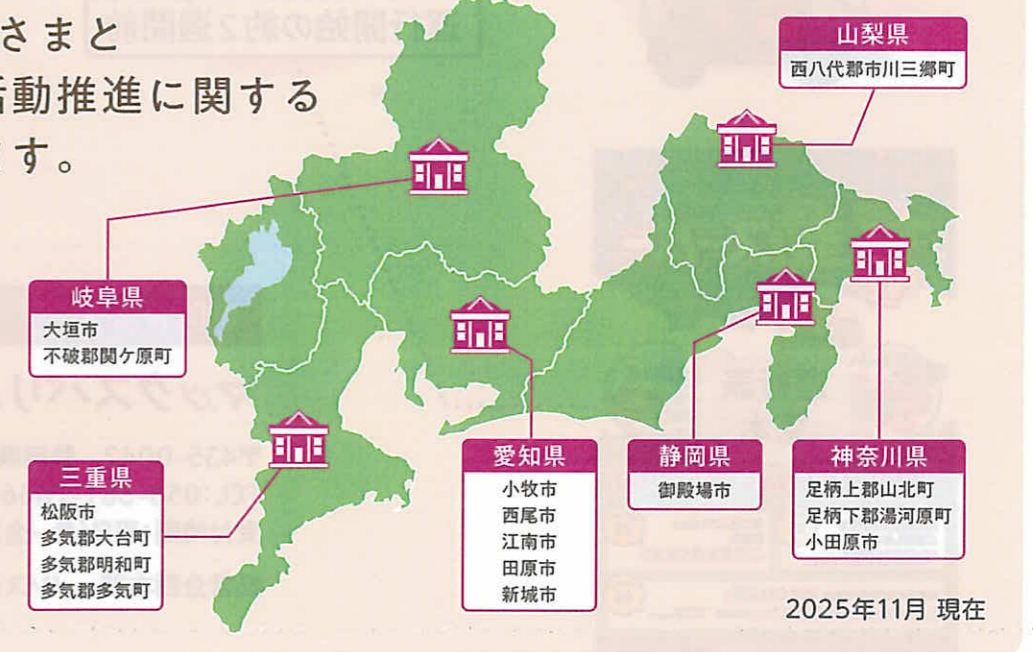 さまと
活動推進に関する
す。
山梨県
西八代郡市川三郷町
岐阜県
大垣市
不破郡関ケ原町
三重県
松阪市
多気郡大台町
多気郡明和町
多気郡多気町
愛知県
小牧市
西尾市
江南市
田原市
新城市
静岡県
御殿場市
神奈川県
足柄上郡山北町
足柄下郡湯河原町
小田原市
2025年11月 現在